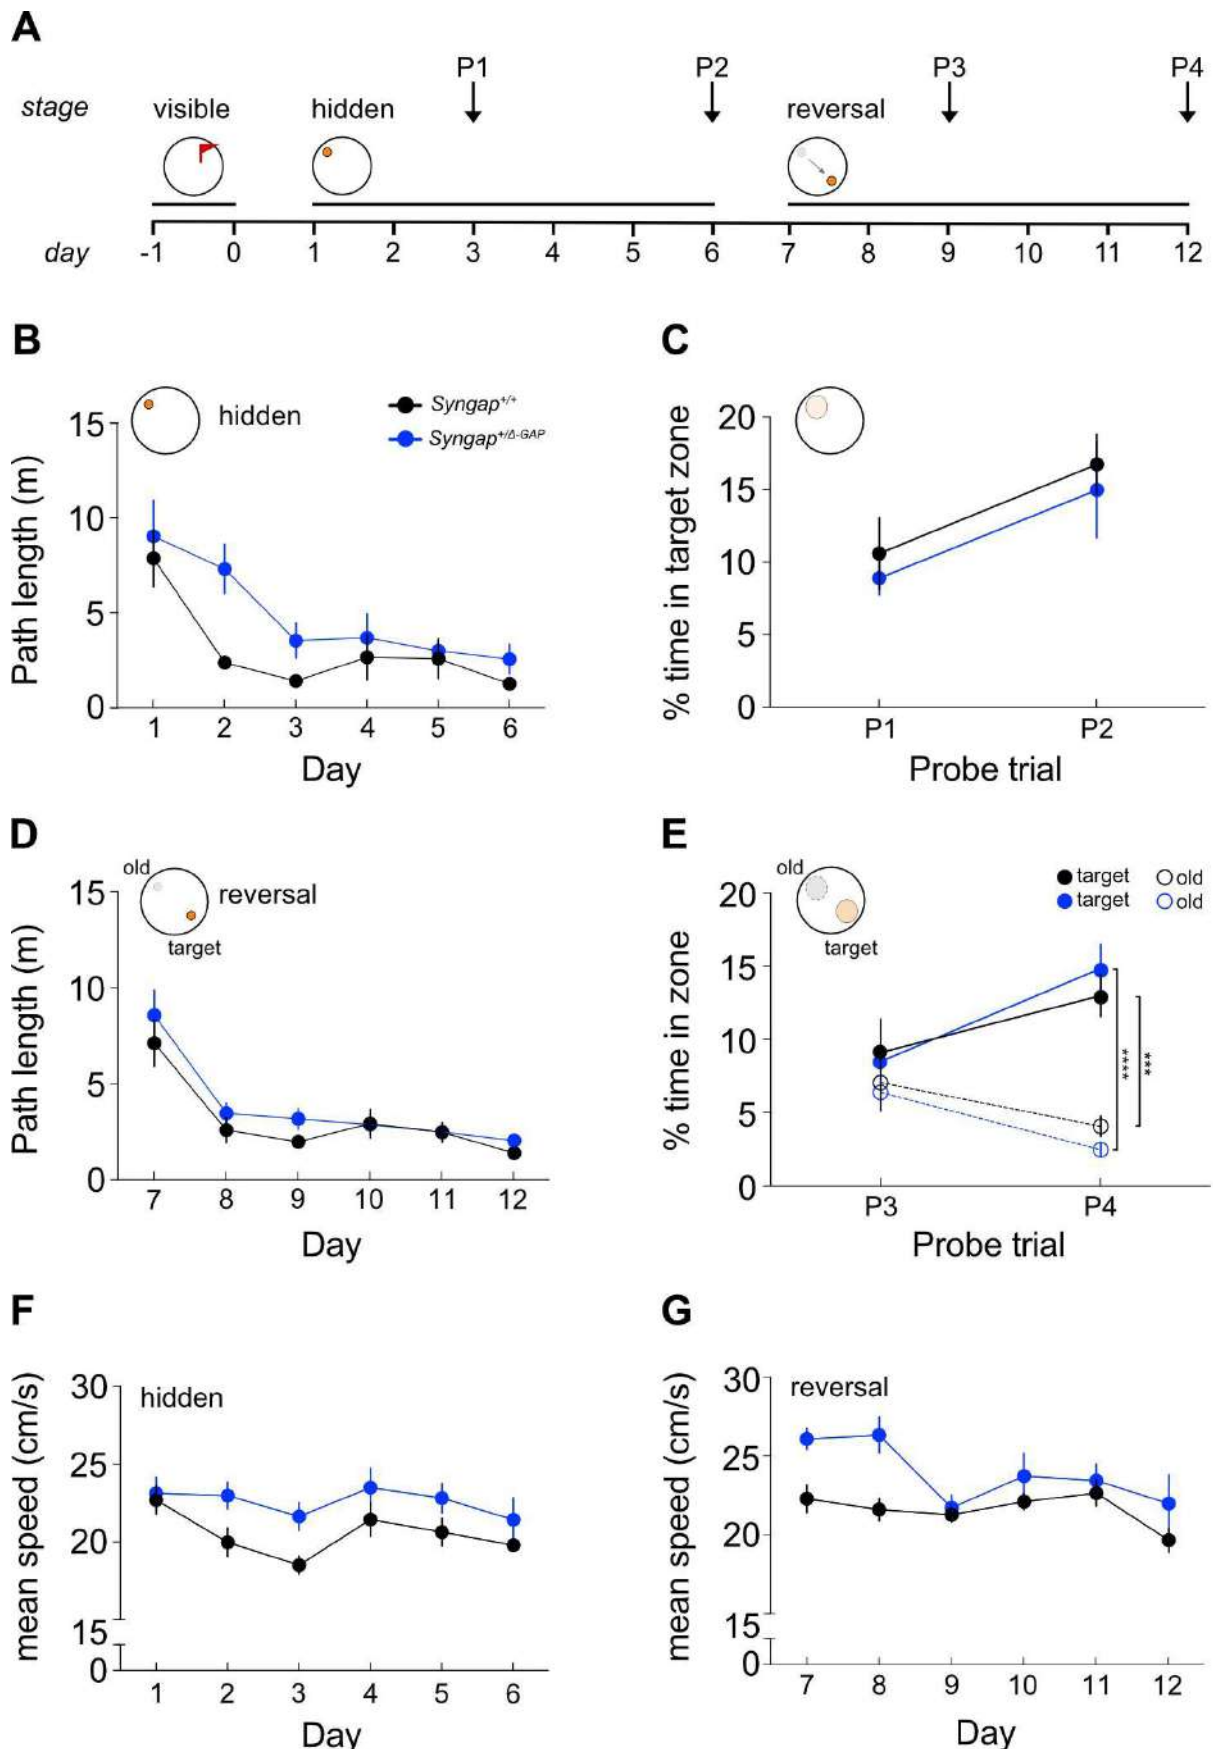 A
P1 P2 P3 P4
stage visible hidden reversal
day -1 0 1 2 3 4 5 6 7 8 9 10 11 12
B
hidden
Syngap+/+
Syngap+/Δ-GAP
Path length (m)
15
10
5
0
1 2 3 4 5 6
Day
C
% time in target zone
20
15
10
5
0
P1 P2
Probe trial
D
old
reversal
target
Path length (m)
15
10
5
0
7 8 9 10 11 12
Day
E
old
target
target old
target old
% time in zone
20
15
10
5
0
****
***
P3 P4
Probe trial
F
hidden
mean speed (cm/s)
30
25
20
15
0
1 2 3 4 5 6
Day
G
reversal
mean speed (cm/s)
30
25
20
15
0
7 8 9 10 11 12
Day